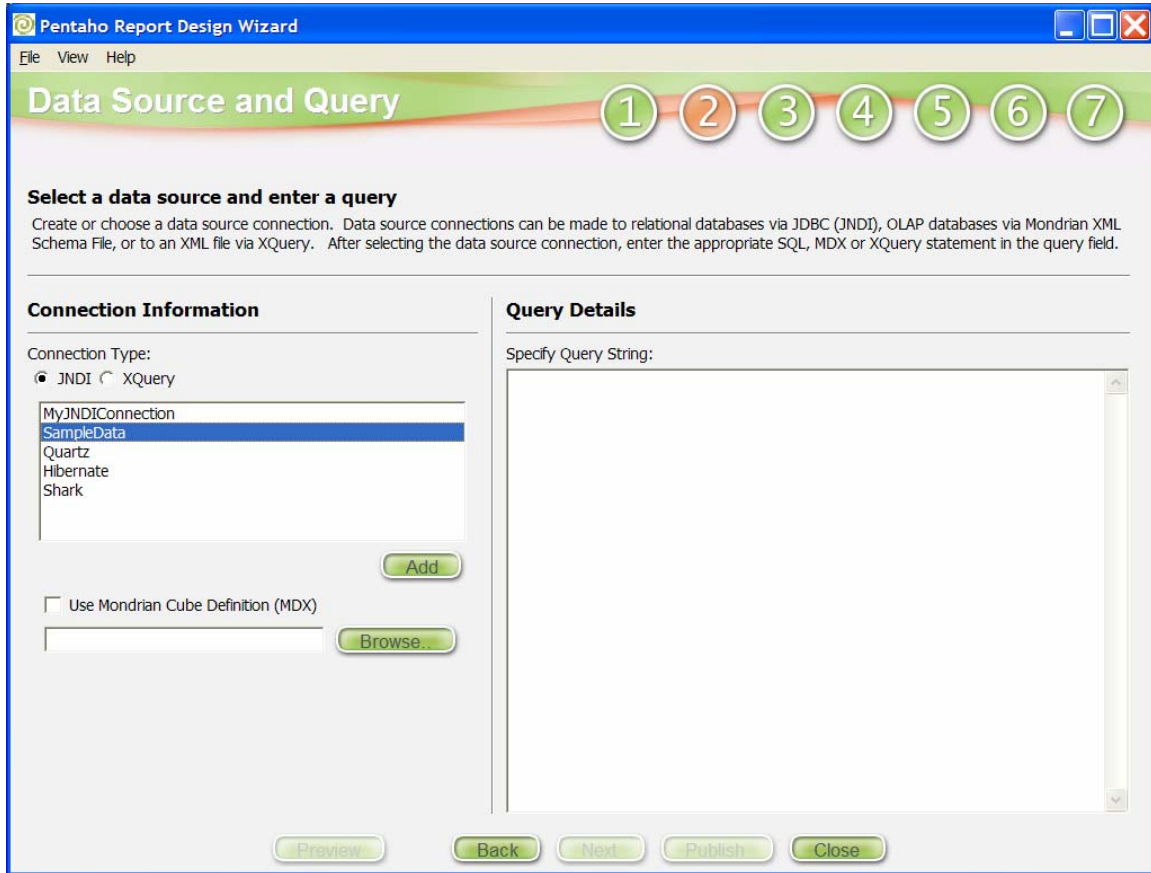 Pentaho Report Design Wizard
File View Help
Data Source and Query
1 2 3 4 5 6 7
Select a data source and enter a query
Create or choose a data source connection. Data source connections can be made to relational databases via JDBC (JNDI), OLAP databases via Mondrian XML
Schema File, or to an XML file via XQuery. After selecting the data source connection, enter the appropriate SQL, MDX or XQuery statement in the query field.
Connection Information
Connection Type:
JNDI XQuery
MyJNDIConnection
SampleData
Quartz
Hibernate
Shark
Add
Use Mondrian Cube Definition (MDX)
Browse..
Query Details
Specify Query String:
Preview Back Next Publish Close